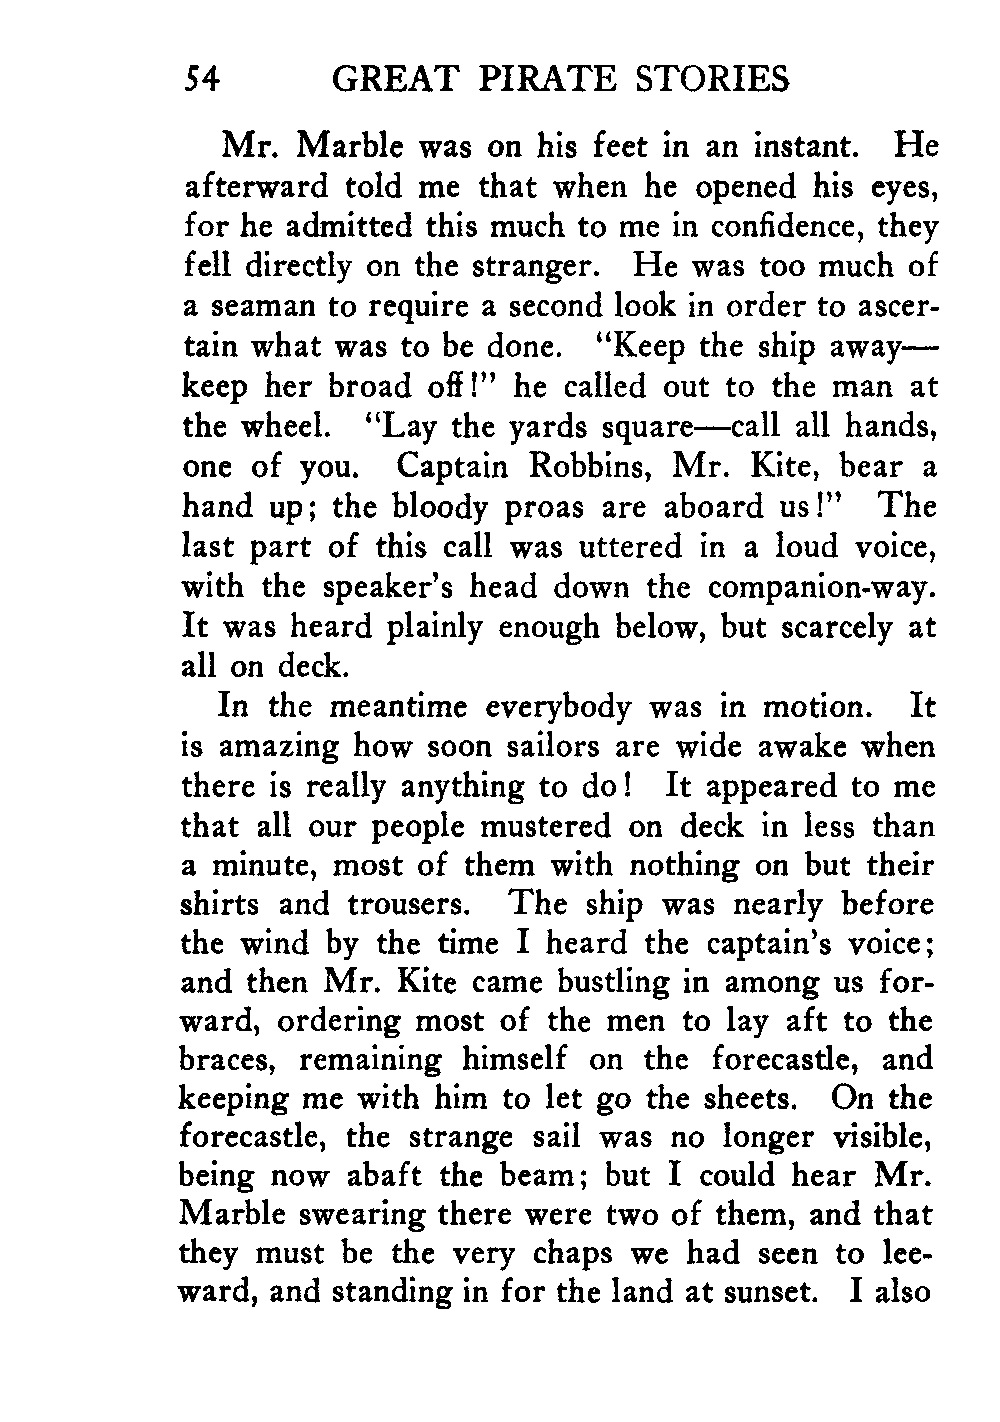 54 GREAT PIRATE STORIES
Mr. Marble was on his feet in an instant. He
afterward told me that when he opened his eyes,
for he admitted this much to me in confidence, they
fell directly on the stranger. He was too much of
a seaman to require a second look in order to ascer-
tain what was to be done. “Keep the ship away—
keep her broad off!” he called out to the man at
the wheel. “Lay the yards square—call all hands,
one of you. Captain Robbins, Mr. Kite, bear a
hand up; the bloody proas are aboard us!” The
last part of this call was uttered in a loud voice,
with the speaker’s head down the companion-way.
It was heard plainly enough below, but scarcely at
all on deck.
In the meantime everybody was in motion. It
is amazing how soon sailors are wide awake when
there is really anything to do! It appeared to me
that all our people mustered on deck in less than
a minute, most of them with nothing on but their
shirts and trousers. The ship was nearly before
the wind by the time I heard the captain’s voice;
and then Mr. Kite came bustling in among us for-
ward, ordering most of the men to lay aft to the
braces, remaining himself on the forecastle, and
keeping me with him to let go the sheets. On the
forecastle, the strange sail was no longer visible,
being now abaft the beam; but I could hear Mr.
Marble swearing there were two of them, and that
they must be the very chaps we had seen to lee-
ward, and standing in for the land at sunset. I also